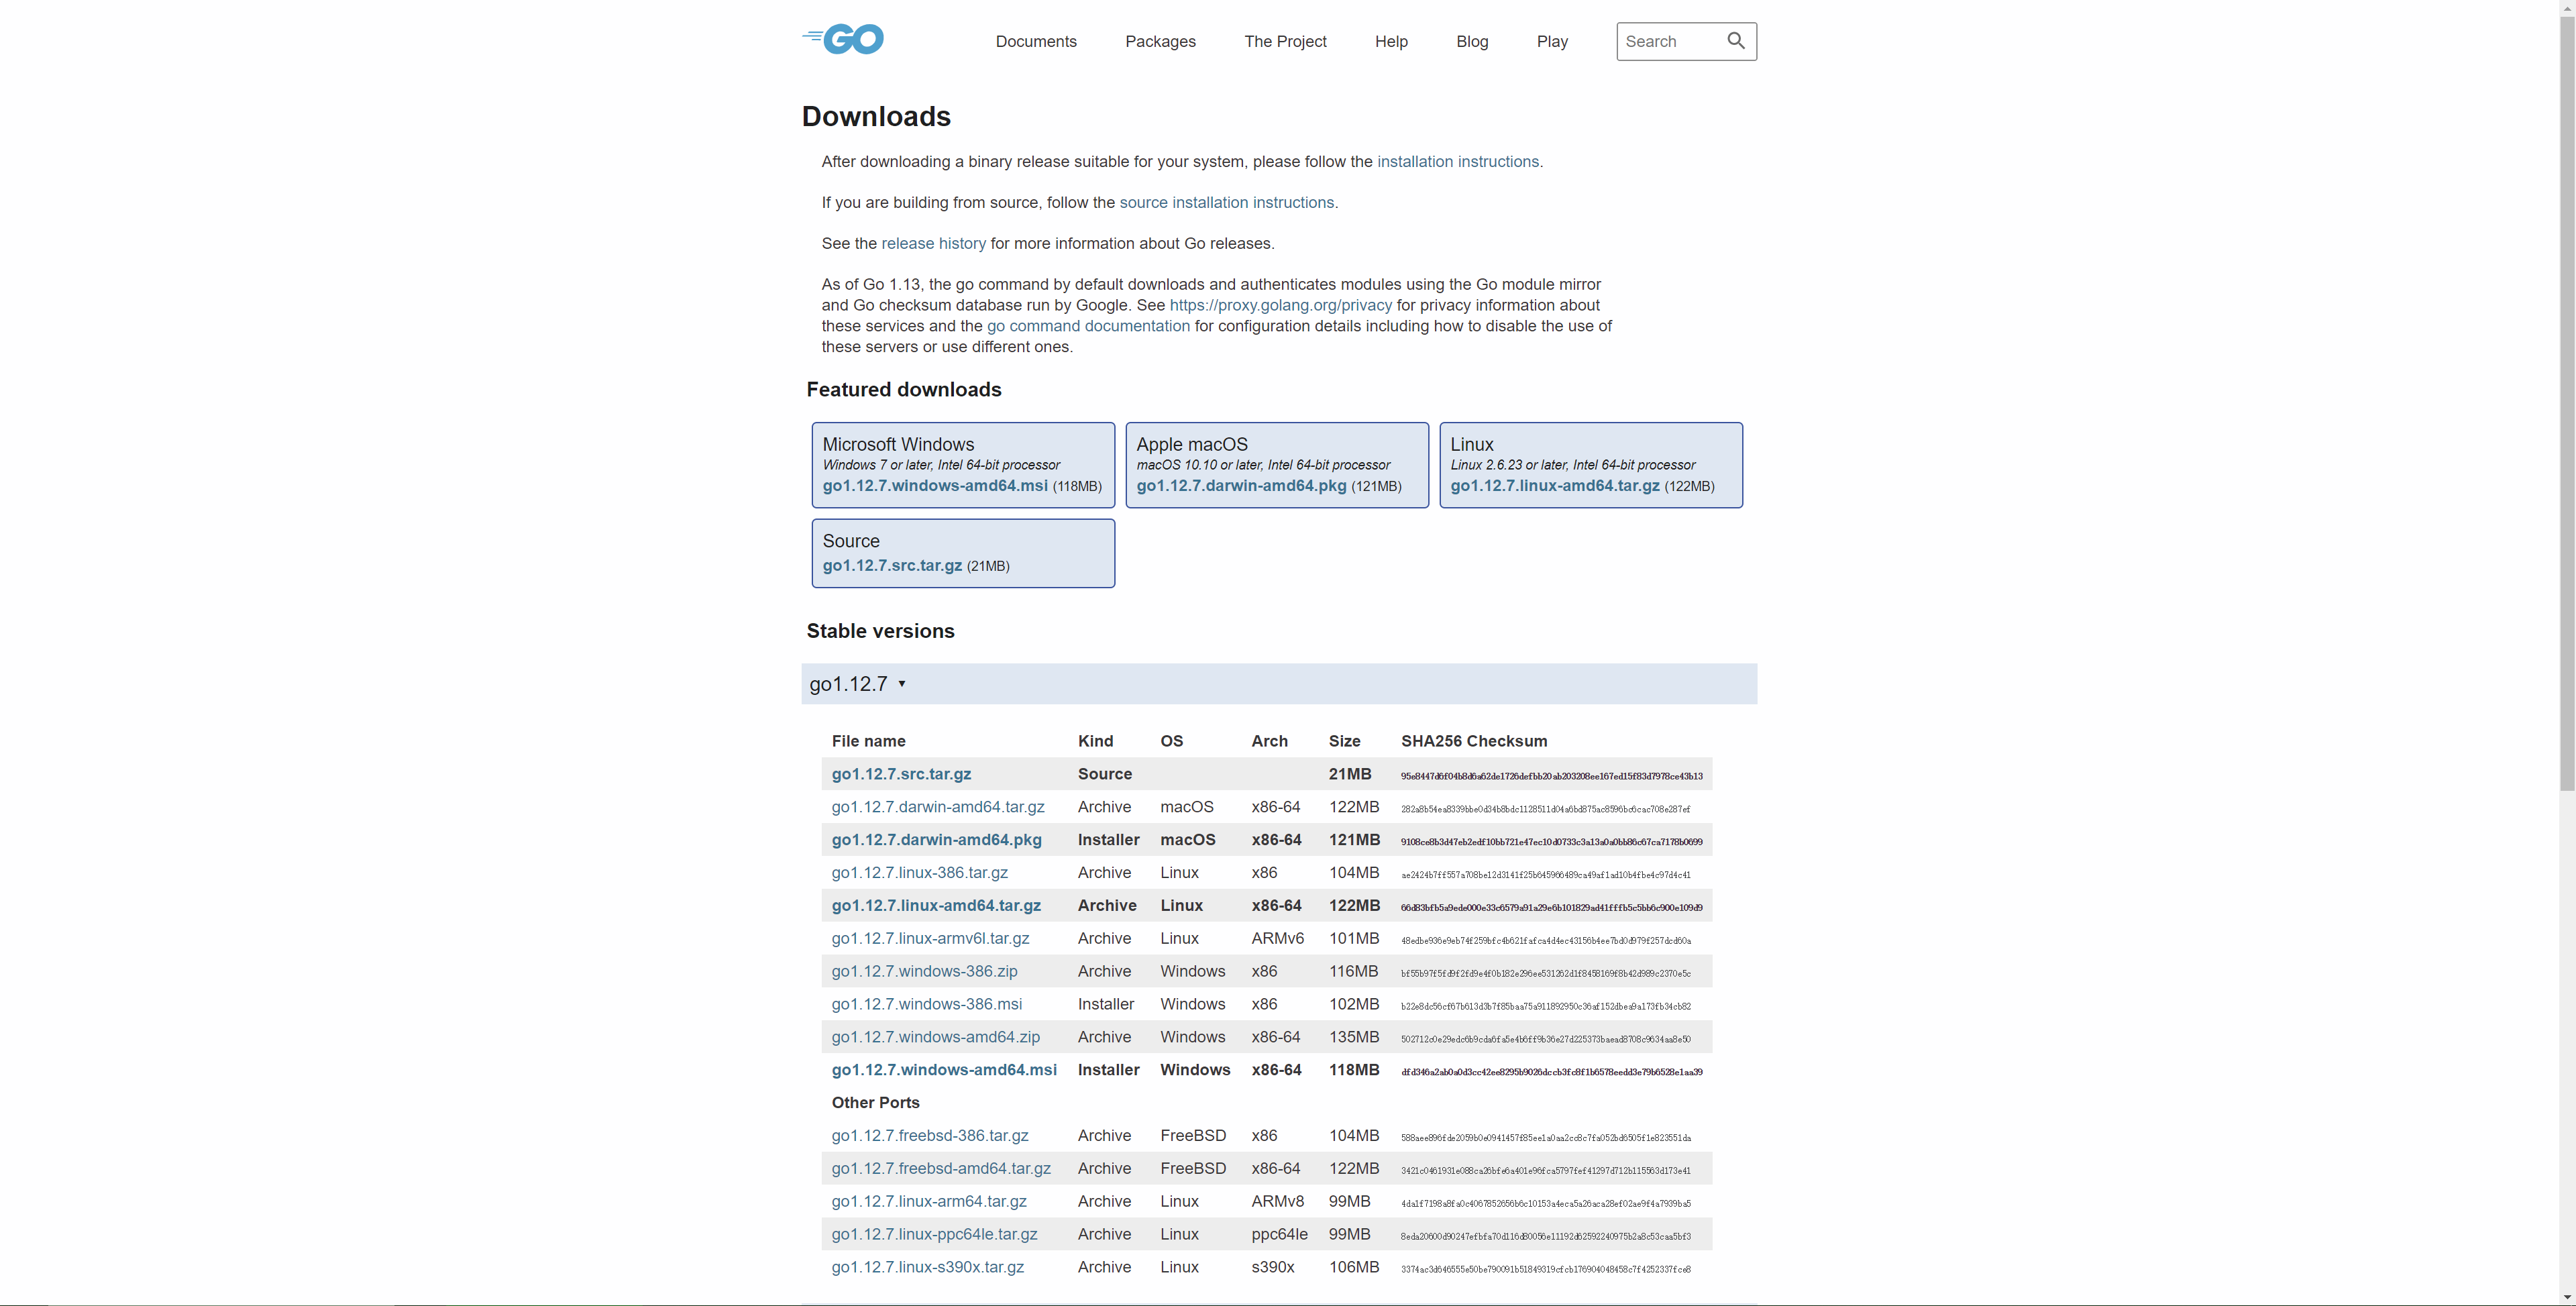 GO
Documents Packages The Project Help Blog Play Search
Downloads
After downloading a binary release suitable for your system, please follow the installation instructions.
If you are building from source, follow the source installation instructions.
See the release history for more information about Go releases.
As of Go 1.13, the go command by default downloads and authenticates modules using the Go module mirror
and Go checksum database run by Google. See https://proxy.golang.org/privacy for privacy information about
these services and the go command documentation for configuration details including how to disable the use of
these servers or use different ones.
Featured downloads
Microsoft Windows
Windows 7 or later, Intel 64-bit processor
go1.12.7.windows-amd64.msi (118MB)
Apple macOS
macOS 10.10 or later, Intel 64-bit processor
go1.12.7.darwin-amd64.pkg (121MB)
Linux
Linux 2.6.23 or later, Intel 64-bit processor
go1.12.7.linux-amd64.tar.gz (122MB)
Source
go1.12.7.src.tar.gz (21MB)
Stable versions
go1.12.7 ▾
File name Kind OS Arch Size SHA256 Checksum
go1.12.7.src.tar.gz Source 21MB
go1.12.7.darwin-amd64.tar.gz Archive macOS x86-64 122MB
go1.12.7.darwin-amd64.pkg Installer macOS x86-64 121MB
go1.12.7.linux-386.tar.gz Archive Linux x86 104MB
go1.12.7.linux-amd64.tar.gz Archive Linux x86-64 122MB
go1.12.7.linux-armv6l.tar.gz Archive Linux ARMv6 101MB
go1.12.7.windows-386.zip Archive Windows x86 116MB
go1.12.7.windows-386.msi Installer Windows x86 102MB
go1.12.7.windows-amd64.zip Archive Windows x86-64 135MB
go1.12.7.windows-amd64.msi Installer Windows x86-64 118MB
Other Ports
go1.12.7.freebsd-386.tar.gz Archive FreeBSD x86 104MB
go1.12.7.freebsd-amd64.tar.gz Archive FreeBSD x86-64 122MB
go1.12.7.linux-arm64.tar.gz Archive Linux ARMv8 99MB
go1.12.7.linux-ppc64le.tar.gz Archive Linux ppc64le 99MB
go1.12.7.linux-s390x.tar.gz Archive Linux s390x 106MB